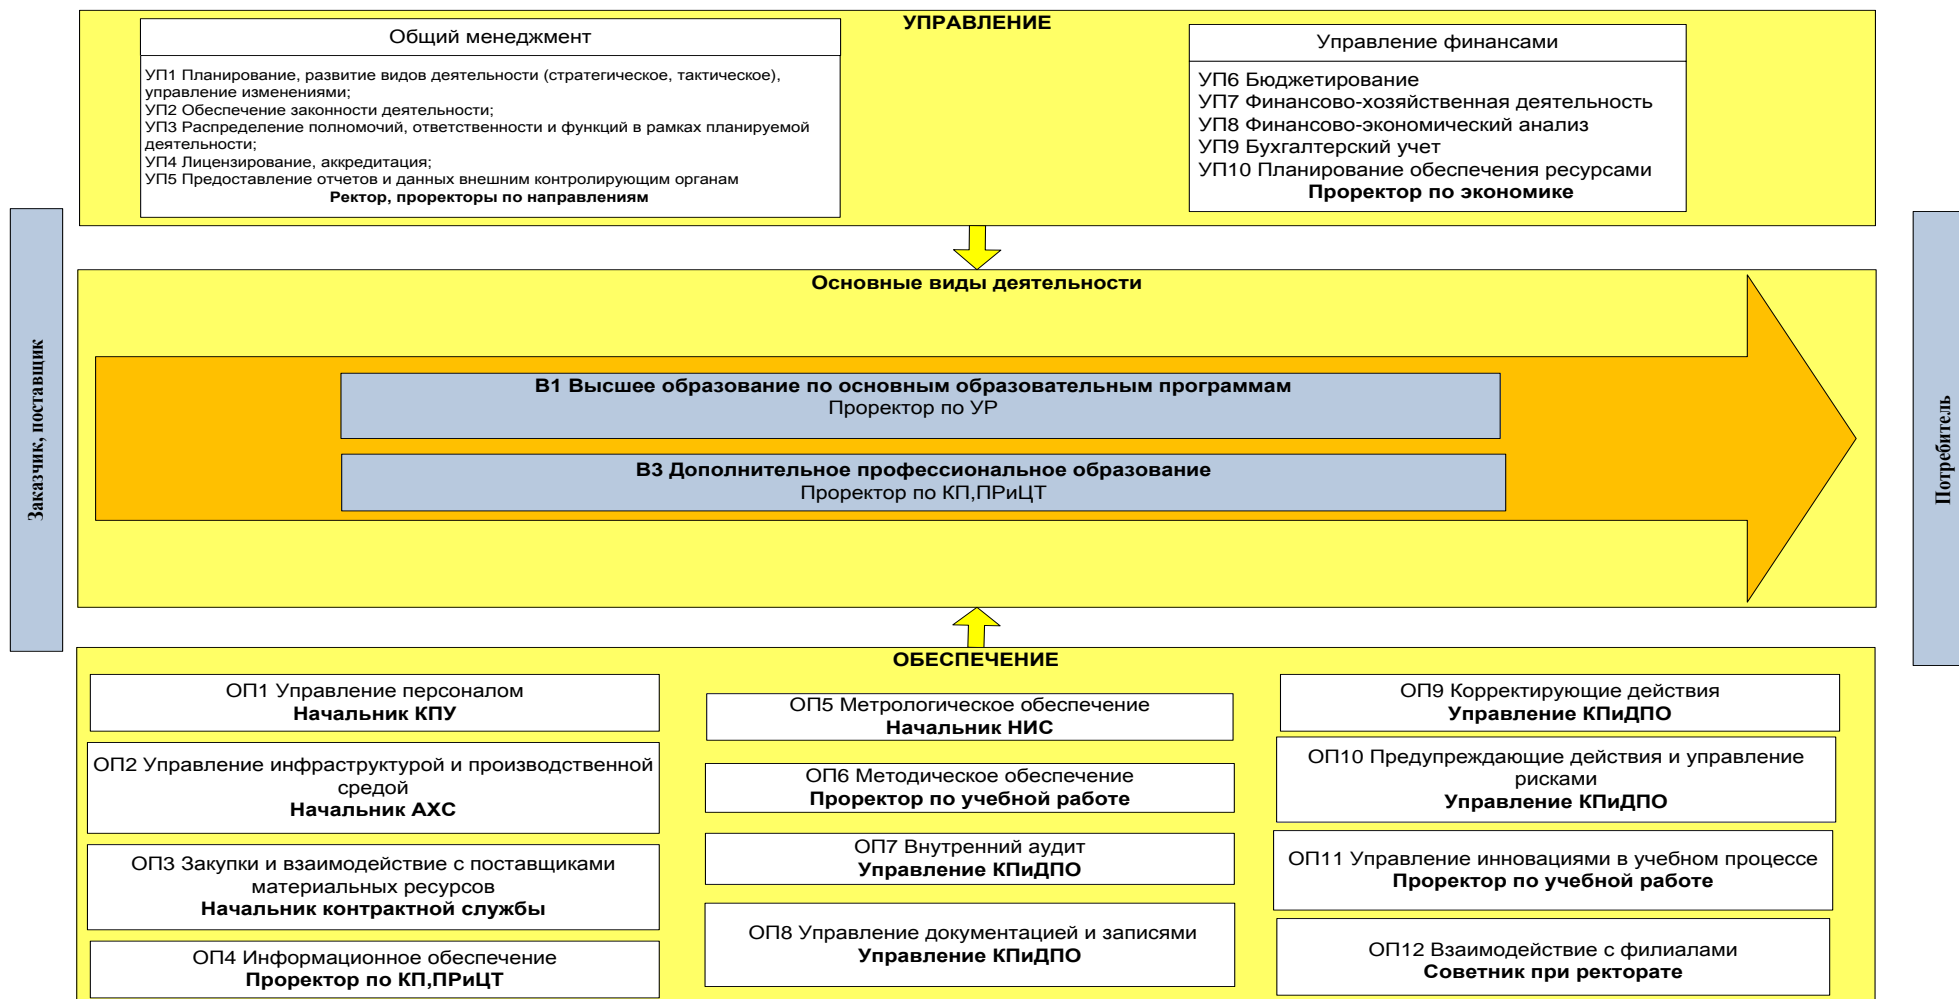 УПРАВЛЕНИЕ
Общий менеджмент
УП1 Планирование, развитие видов деятельности (стратегическое, тактическое),
управление изменениями;
УП2 Обеспечение законности деятельности;
УП3 Распределение полномочий, ответственности и функций в рамках планируемой
деятельности;
УП4 Лицензирование, аккредитация;
УП5 Предоставление отчетов и данных внешним контролирующим органам
Ректор, проректоры по направлениям
Управление финансами
УП6 Бюджетирование
УП7 Финансово-хозяйственная деятельность
УП8 Финансово-экономический анализ
УП9 Бухгалтерский учет
УП10 Планирование обеспечения ресурсами
Проректор по экономике
Заказчик, поставщик
Основные виды деятельности
В1 Высшее образование по основным образовательным программам
Проректор по УР
В3 Дополнительное профессиональное образование
Проректор по КП,ПРиЦТ
Потребитель
ОБЕСПЕЧЕНИЕ
ОП1 Управление персоналом
Начальник КПУ
ОП2 Управление инфраструктурой и производственной
средой
Начальник АХС
ОП3 Закупки и взаимодействие с поставщиками
материальных ресурсов
Начальник контрактной службы
ОП4 Информационное обеспечение
Проректор по КП,ПРиЦТ
ОП5 Метрологическое обеспечение
Начальник НИС
ОП6 Методическое обеспечение
Проректор по учебной работе
ОП7 Внутренний аудит
Управление КПиДПО
ОП8 Управление документацией и записями
Управление КПиДПО
ОП9 Корректирующие действия
Управление КПиДПО
ОП10 Предупреждающие действия и управление
рисками
Управление КПиДПО
ОП11 Управление инновациями в учебном процессе
Проректор по учебной работе
ОП12 Взаимодействие с филиалами
Советник при ректорате